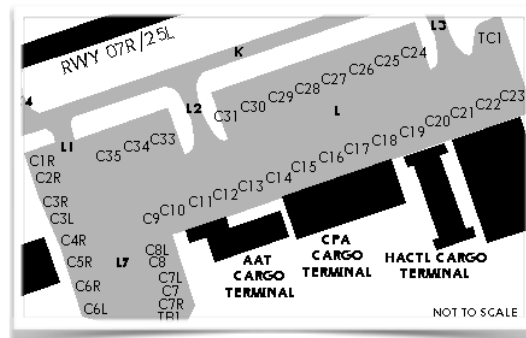 RWY 07R/25L
K
L3
TC1
4
L2
L1
C35
C34
C33
C31
C30
C29
C28
C27
C26
C25
C24
L
C1R
C2R
C3R
C3L
C4R
C5R
C6R
C6L
L7
C9
C10
C11
C12
C13
C14
C15
C16
C17
C18
C19
C20
C21
C22
C23
C8L
C8
C7L
C7
C7R
TB1
AAT
CARGO
TERMINAL
CPA
CARGO
TERMINAL
HACTL CARGO
TERMINAL
NOT TO SCALE